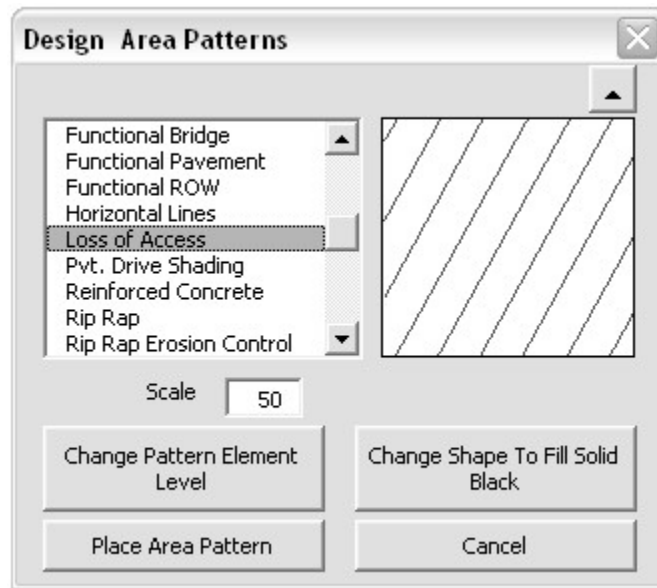 Design Area Patterns
Functional Bridge
Functional Pavement
Functional ROW
Horizontal Lines
Loss of Access
Pvt. Drive Shading
Reinforced Concrete
Rip Rap
Rip Rap Erosion Control
Scale 50
Change Pattern Element
Level
Change Shape To Fill Solid
Black
Place Area Pattern
Cancel